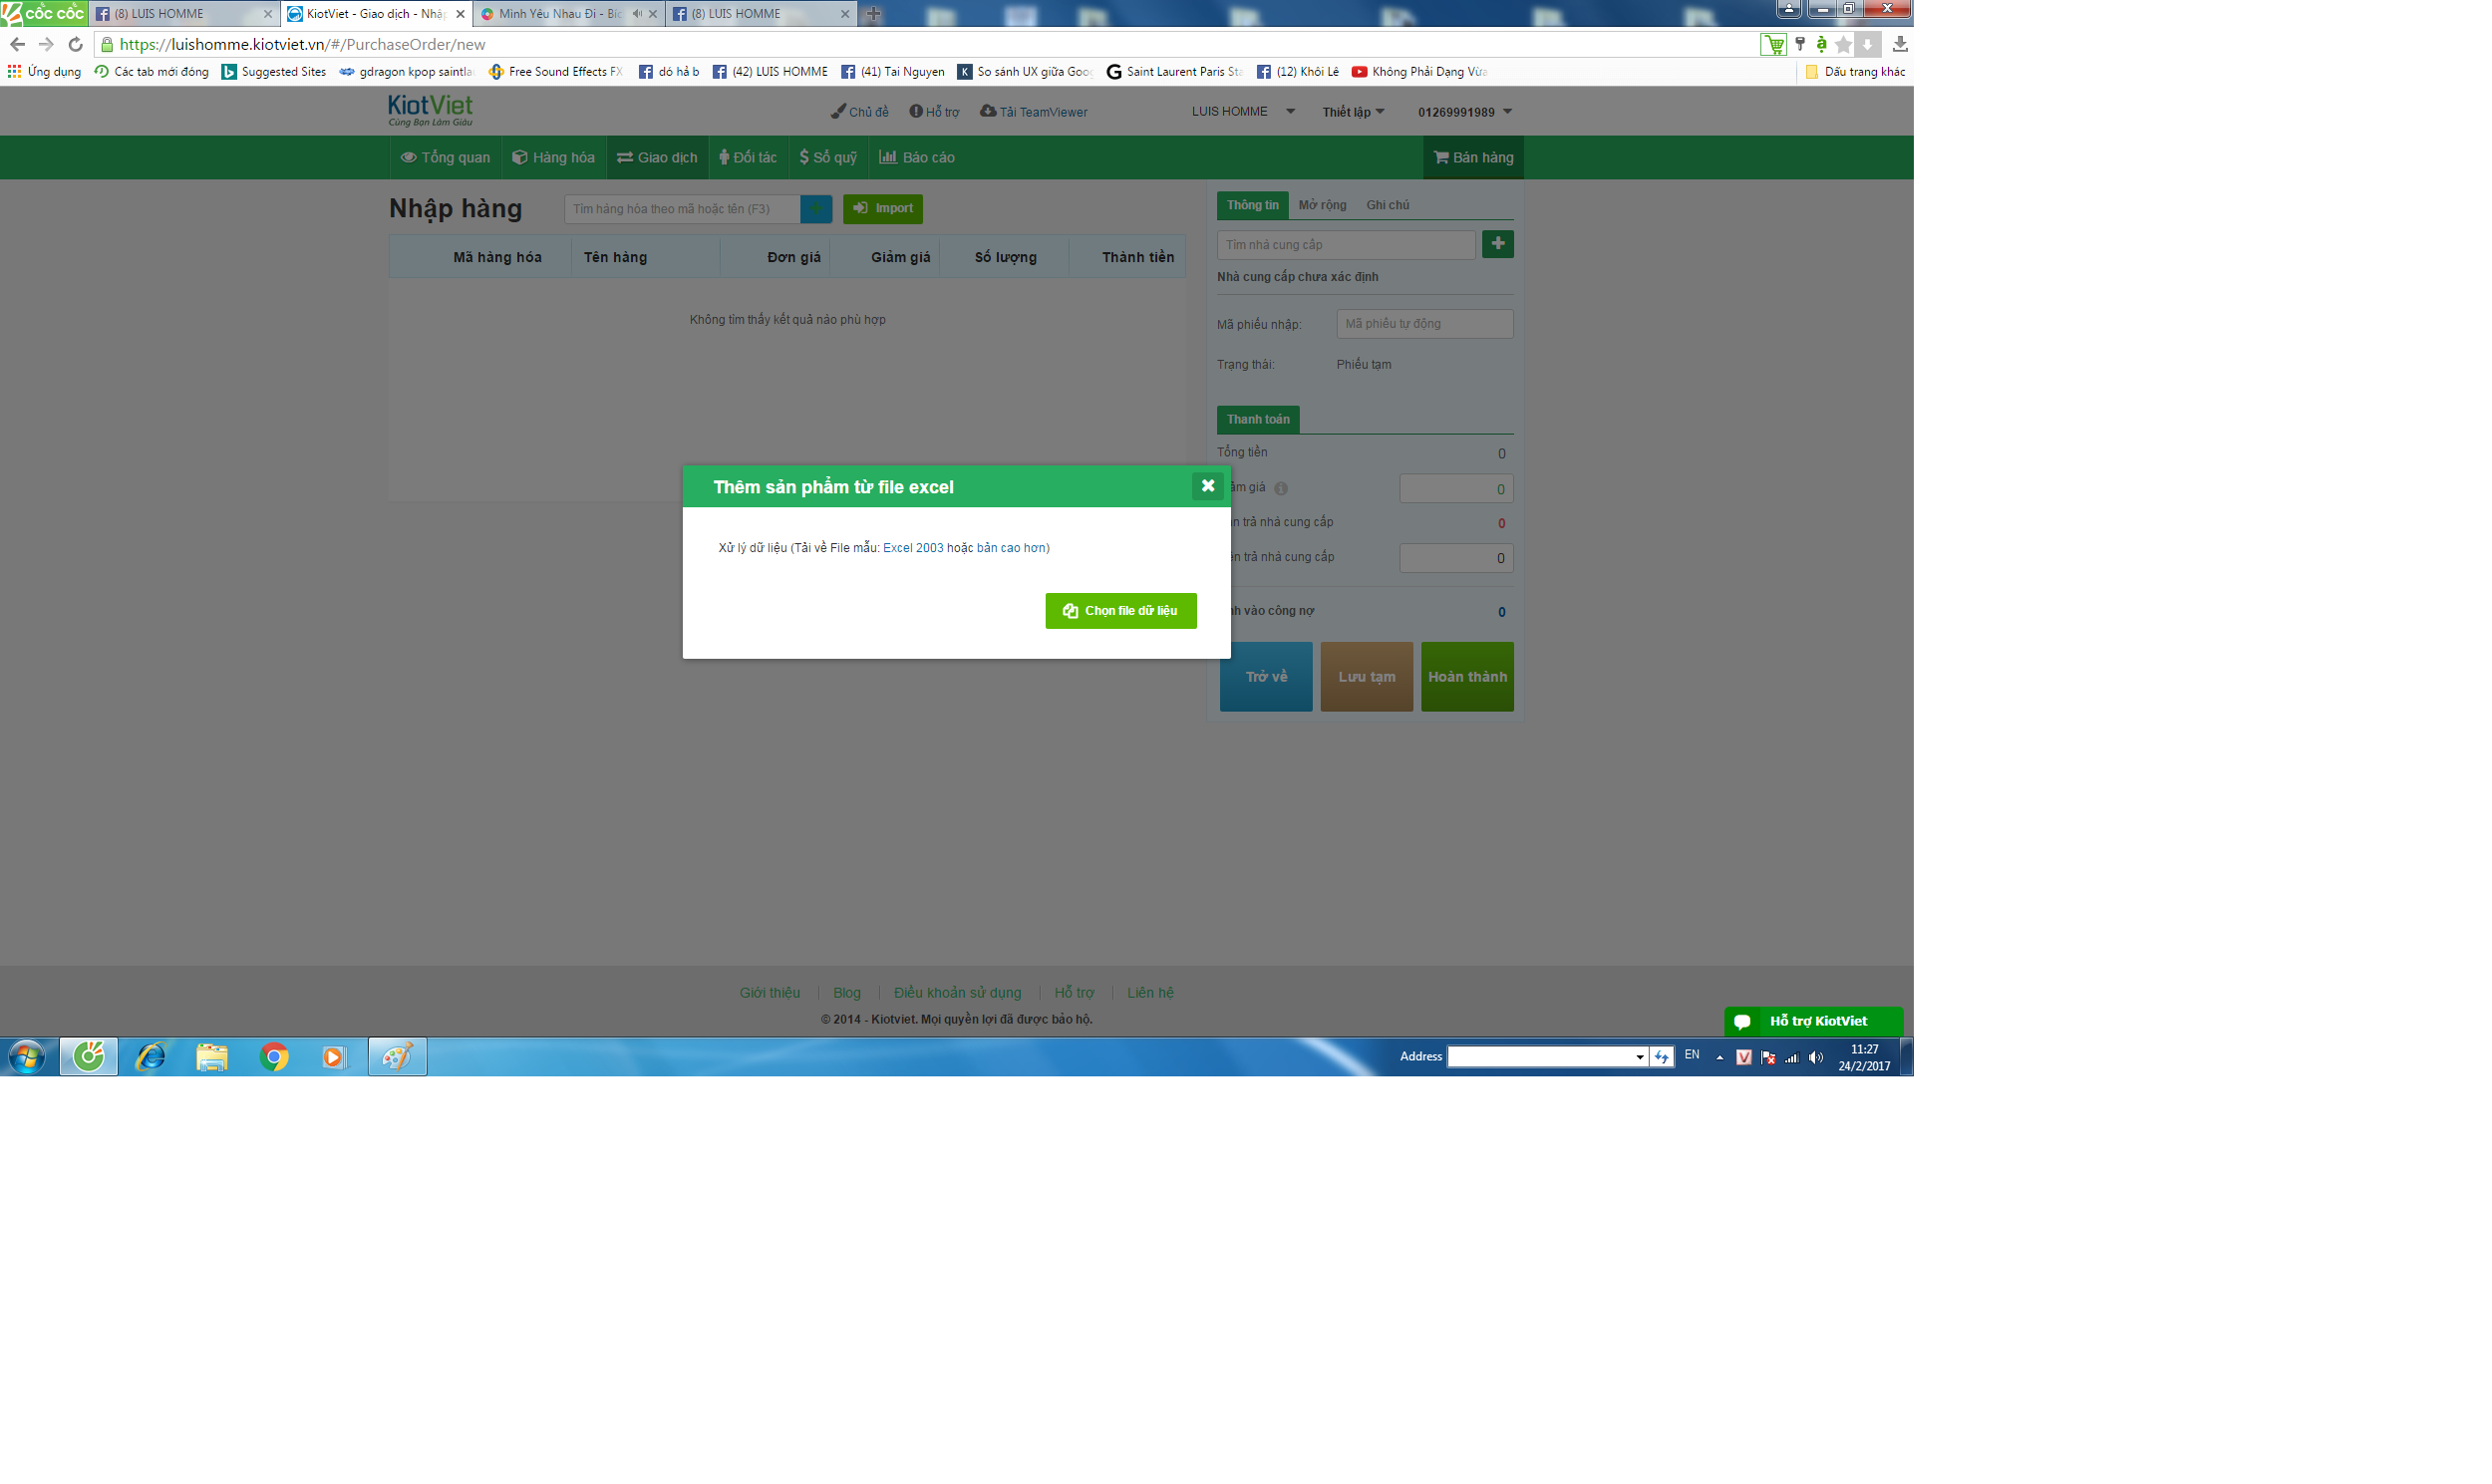 cốc cốc (8) LUIS HOMME KiotViet - Giao dịch - Nhập Mình Yêu Nhau Đi - Bíc (8) LUIS HOMME
https://luishomme.kiotviet.vn/#/PurchaseOrder/new
Ứng dụng Các tab mới đóng Suggested Sites gdragon kpop saintla Free Sound Effects FX dó hả b (42) LUIS HOMME (41) Tai Nguyen So sánh UX giữa Goog Saint Laurent Paris Sta (12) Khôi Lê Không Phải Dạng Vừa Dấu trang khác
KiotViet
Cùng Bạn Làm Giàu
Chủ đề Hỗ trợ Tải TeamViewer LUIS HOMME Thiết lập 01269991989
Tổng quan Hàng hóa Giao dịch Đối tác Sổ quỹ Báo cáo Bán hàng
Nhập hàng Tìm hàng hóa theo mã hoặc tên (F3) Import
Mã hàng hóa Tên hàng Đơn giá Giảm giá Số lượng Thành tiền
Không tìm thấy kết quả nào phù hợp
Thông tin Mở rộng Ghi chú
Tìm nhà cung cấp
Nhà cung cấp chưa xác định
Mã phiếu nhập: Mã phiếu tự động
Trạng thái: Phiếu tạm
Thanh toán
Tổng tiền 0
ảm giá 0
n trả nhà cung cấp 0
ền trả nhà cung cấp 0
nh vào công nợ 0
Trở về Lưu tạm Hoàn thành
Thêm sản phẩm từ file excel
Xử lý dữ liệu (Tải về File mẫu: Excel 2003 hoặc bản cao hơn)
Chọn file dữ liệu
Giới thiệu Blog Điều khoản sử dụng Hỗ trợ Liên hệ
© 2014 - Kiotviet. Mọi quyền lợi đã được bảo hộ.
Hỗ trợ KiotViet
Address EN 11:27
24/2/2017